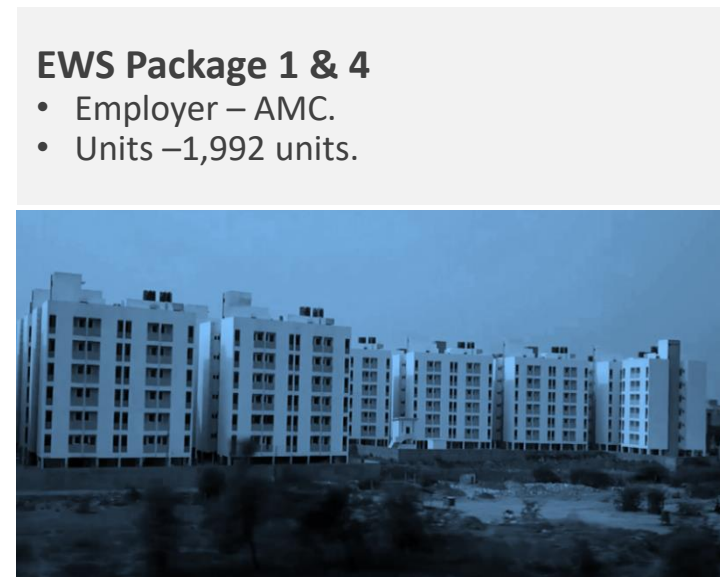 EWS Package 1 & 4
• Employer – AMC.
• Units –1,992 units.